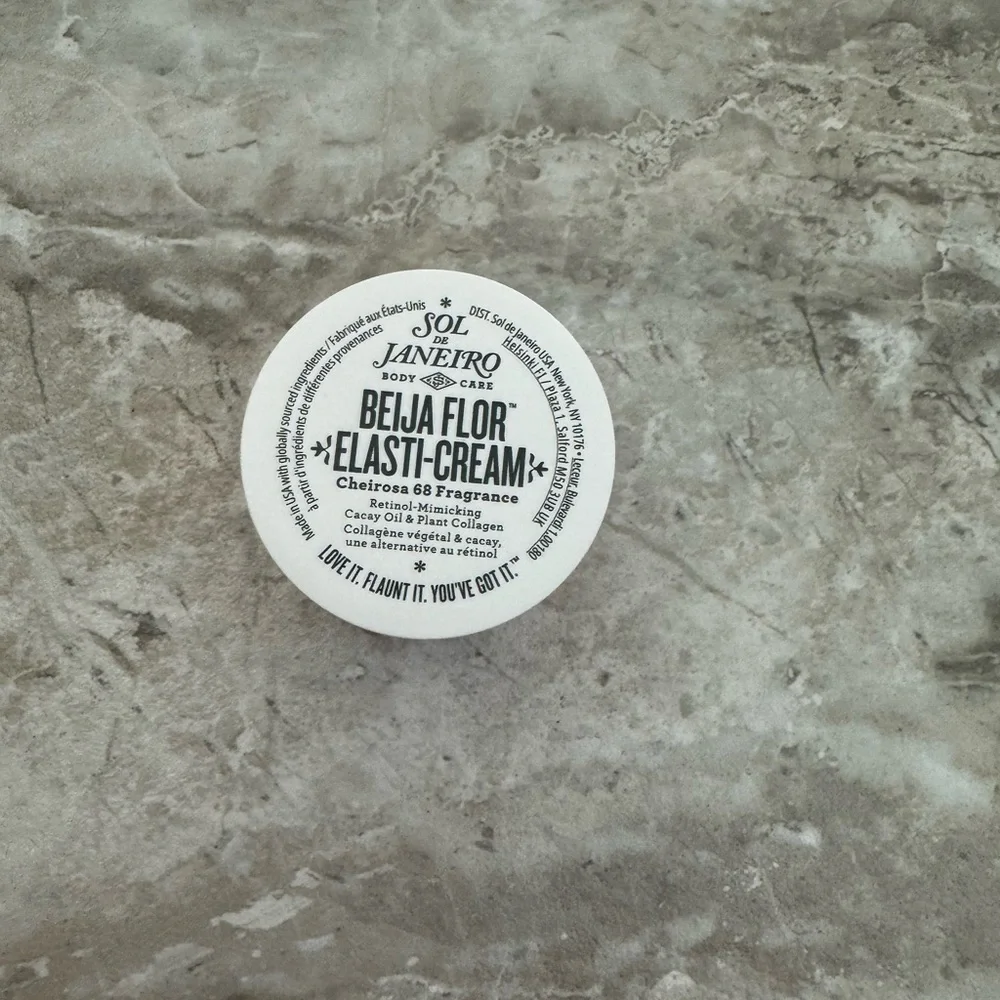 SOL
DE
JANEIRO
BODY CARE
BEIJA FLOR™
ELASTI-CREAM
Cheirosa 68 Fragrance
Retinol-Mimicking
Cacay Oil & Plant Collagen
Collagène végétal & cacay,
une alternative au rétinol
LOVE IT. FLAUNT IT. YOU'VE GOT IT.™
Made in USA with globally sourced ingredients / Fabriqué aux États-Unis
à partir d'ingrédients de différentes provenances
DIST. Sol de Janeiro USA, New York, NY 10176 • Leceur, Bulevardi 1, 00180
Helsinki FI / Plaza 1, Salford M50 3UB UK